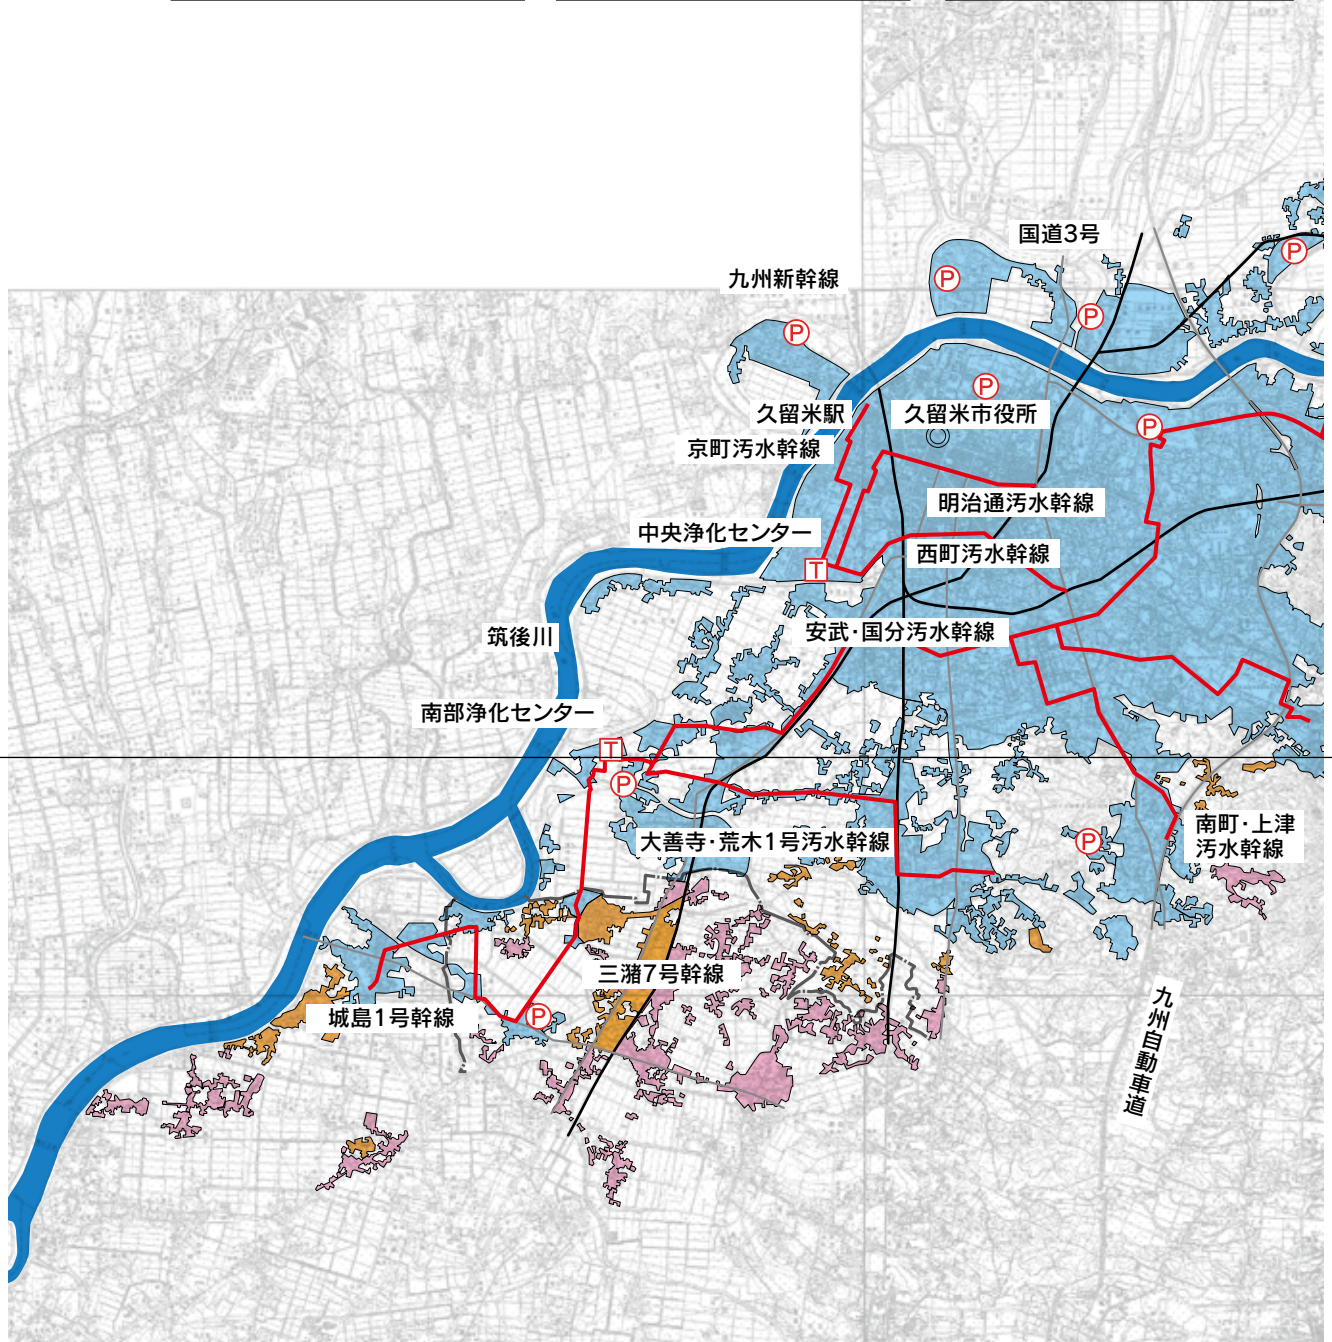 国道3号
P
九州新幹線
P
P
P
P
久留米駅
久留米市役所
P
京町汚水幹線
P
明治通汚水幹線
中央浄化センター
西町汚水幹線
T
筑後川
安武・国分汚水幹線
南部浄化センター
T
P
大善寺・荒木1号汚水幹線
P
南町・上津
汚水幹線
三潴7号幹線
城島1号幹線
P
九州自動車道